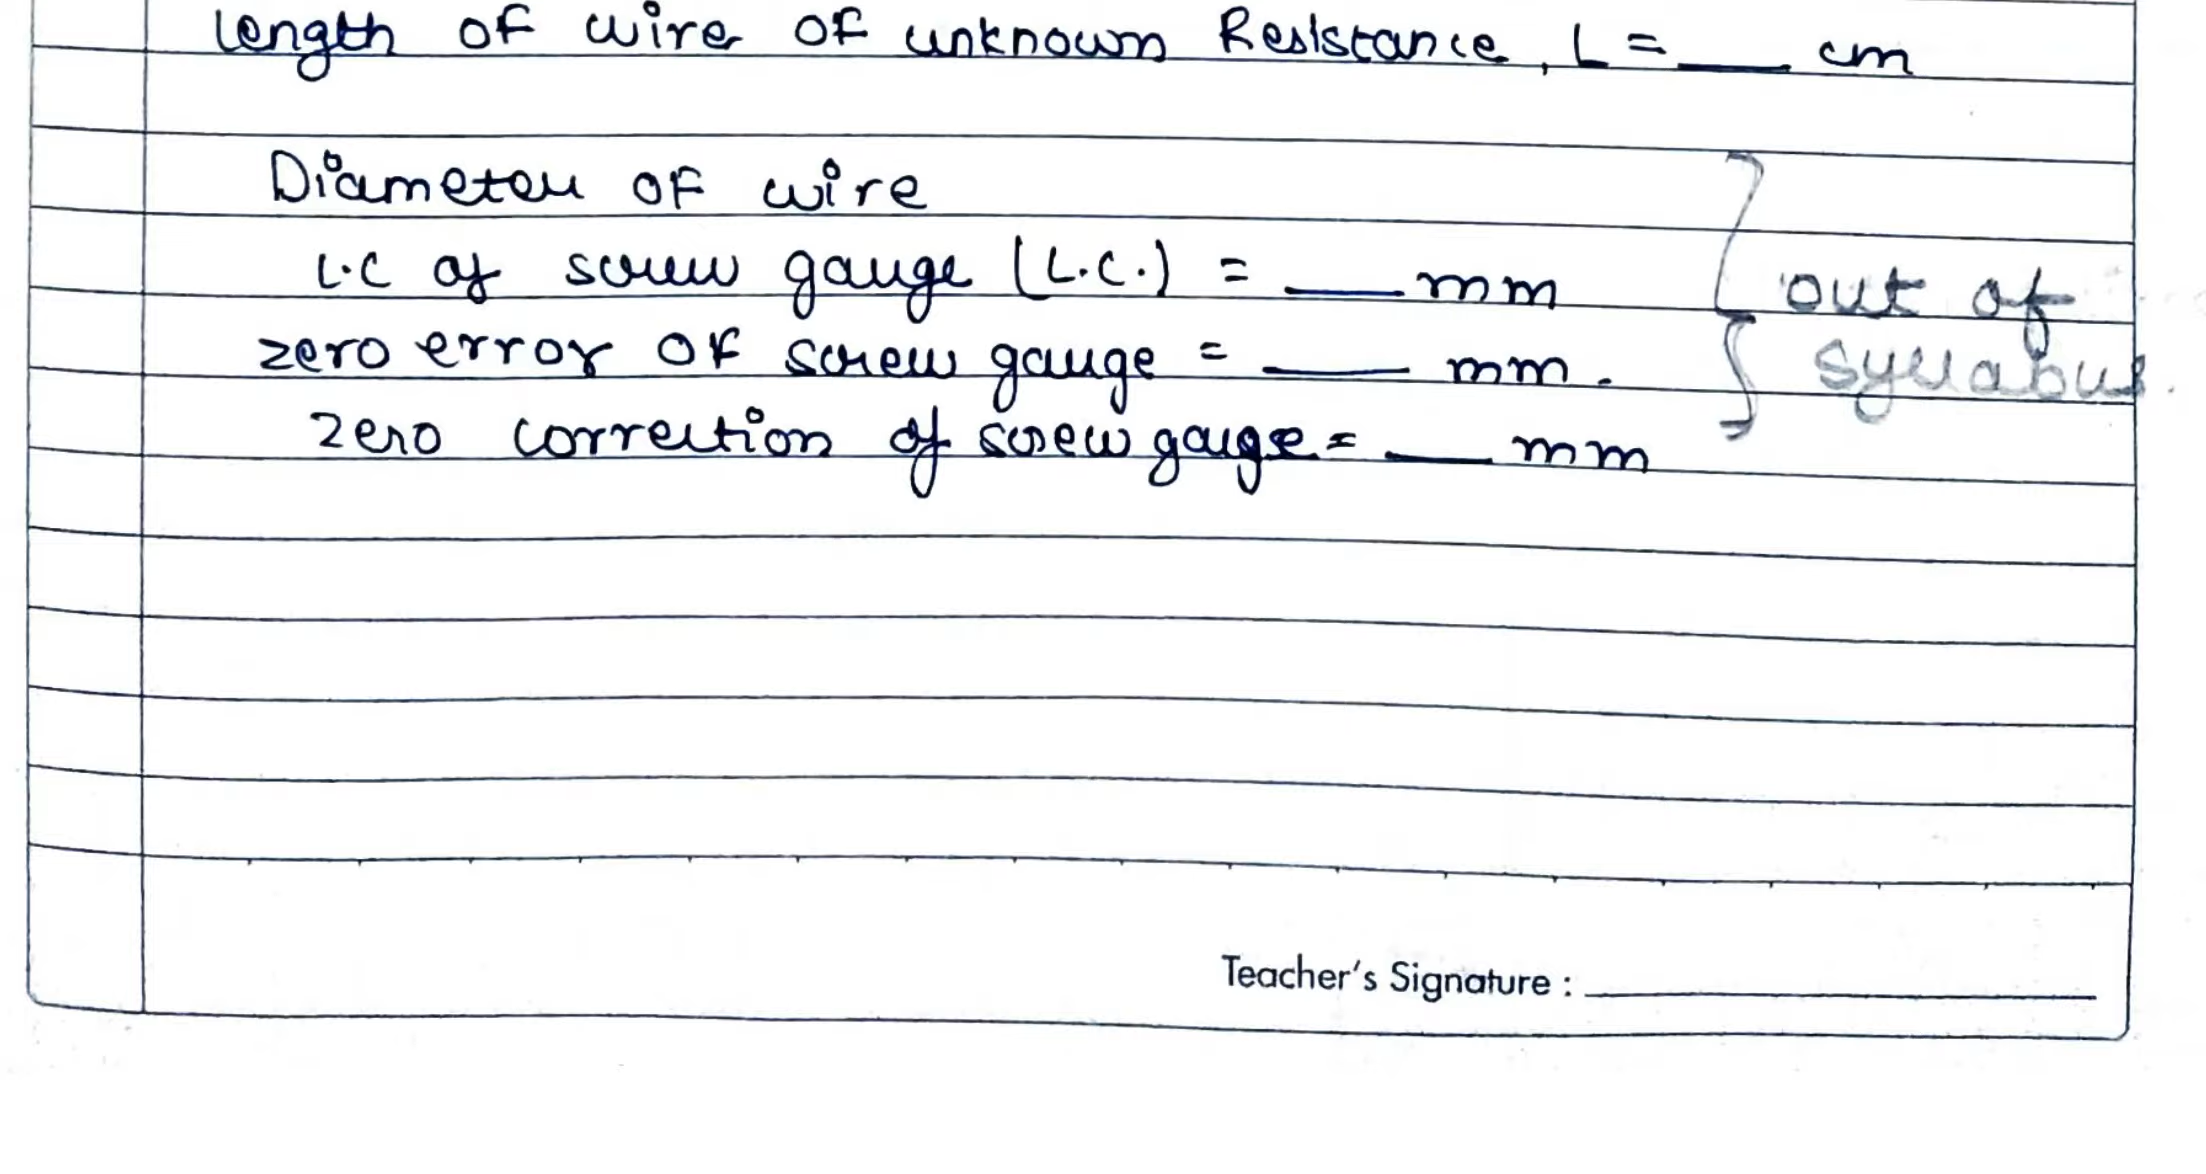 length of wire of unknown Resistance, L = ___ cm
Diameter of wire
L.C of screw gauge (L.C.) = ___ mm
zero error of screw gauge = ___ mm.
zero correction of screw gauge = ___ mm
out of
syllabus.
Teacher's Signature : ___